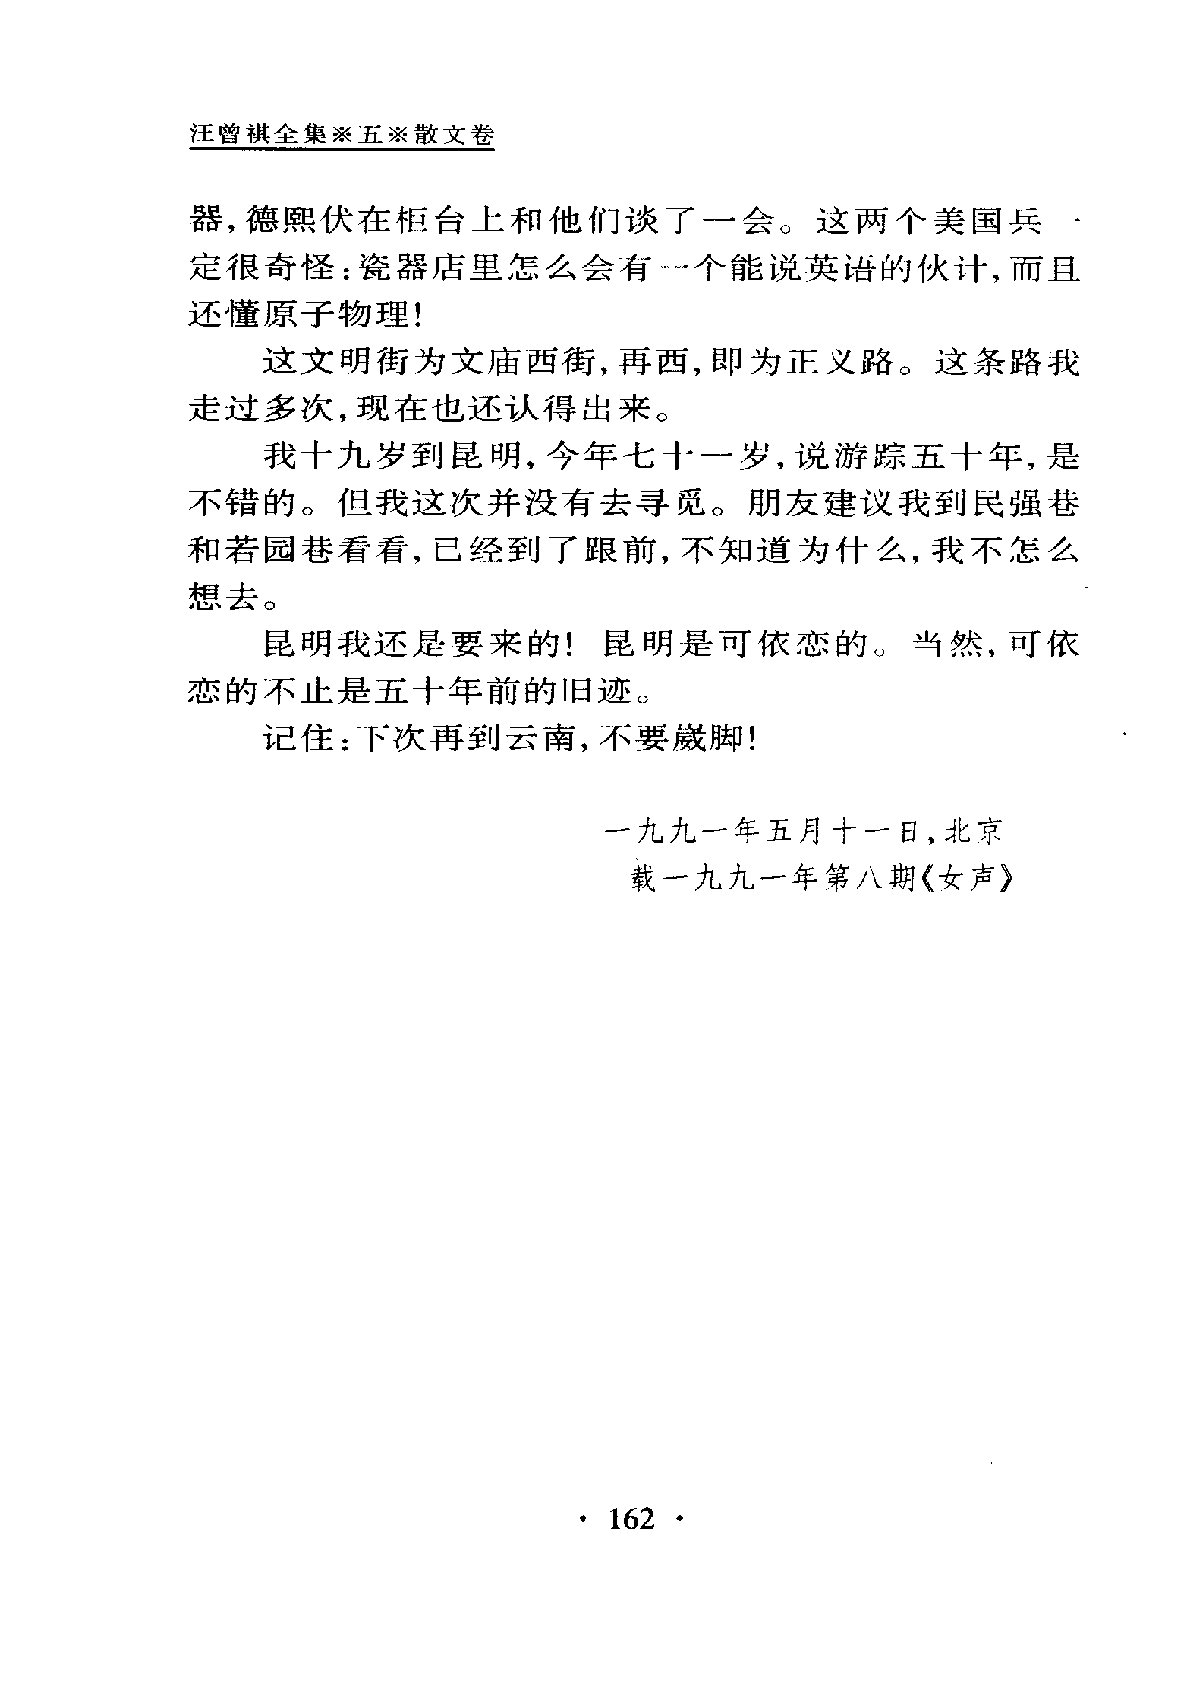 汪曾祺全集※五※散文卷
器,德熙伏在柜台上和他们谈了一会。这两个美国兵一
定很奇怪:瓷器店里怎么会有一个能说英语的伙计,而且
还懂原子物理!
这文明街为文庙西街,再西,即为正义路。这条路我
走过多次,现在也还认得出来。
我十九岁到昆明,今年七十一岁,说游踪五十年,是
不错的。但我这次并没有去寻觅。朋友建议我到民强巷
和若园巷看看,已经到了跟前,不知道为什么,我不怎么
想去。
昆明我还是要来的! 昆明是可依恋的。当然,可依
恋的不止是五十年前的旧迹。
记住:下次再到云南,不要崴脚!
一九九一年五月十一日,北京
载一九九一年第八期《女声》
· 162 ·